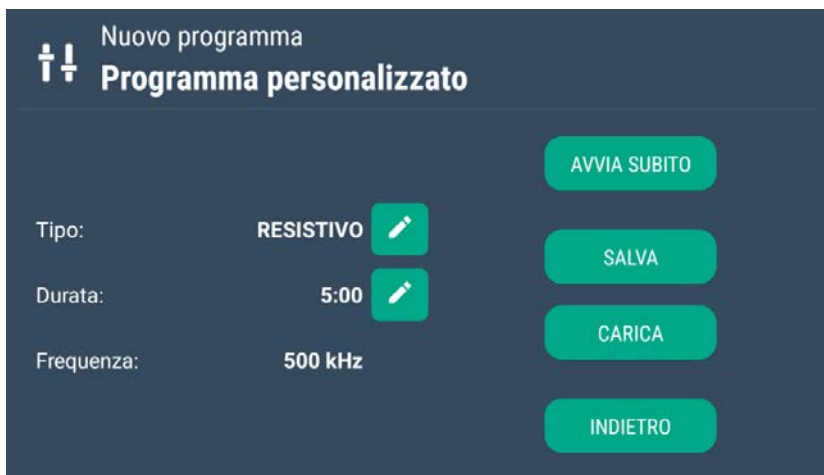 Nuovo programma
Programma personalizzato
AVVIA SUBITO
Tipo: RESISTIVO
SALVA
Durata: 5:00
CARICA
Frequenza: 500 kHz
INDIETRO